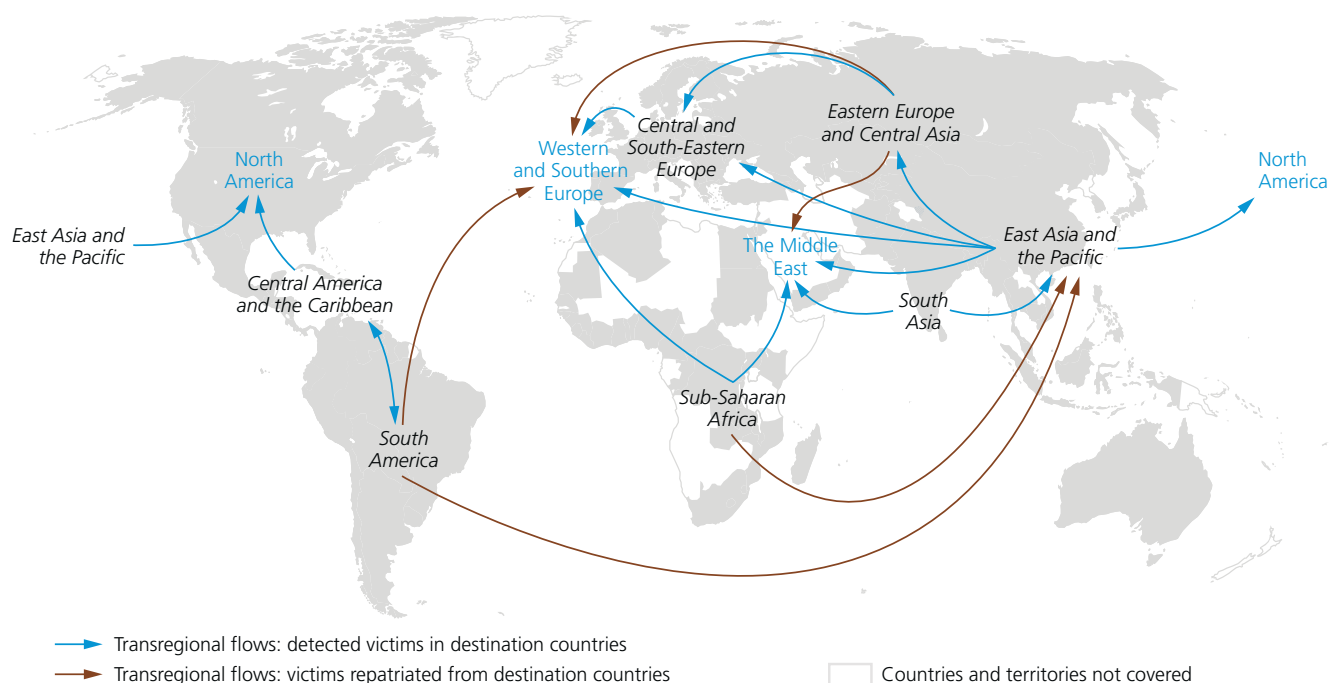 Eastern Europe
and Central Asia
Central and
South-Eastern
Europe
Western
and Southern
Europe
North
America
North
America
East Asia and
the Pacific
East Asia and
the Pacific
The Middle
East
Central America
and the Caribbean
South
Asia
Sub-Saharan
Africa
South
America
Transregional flows: detected victims in destination countries
Transregional flows: victims repatriated from destination countries
Countries and territories not covered